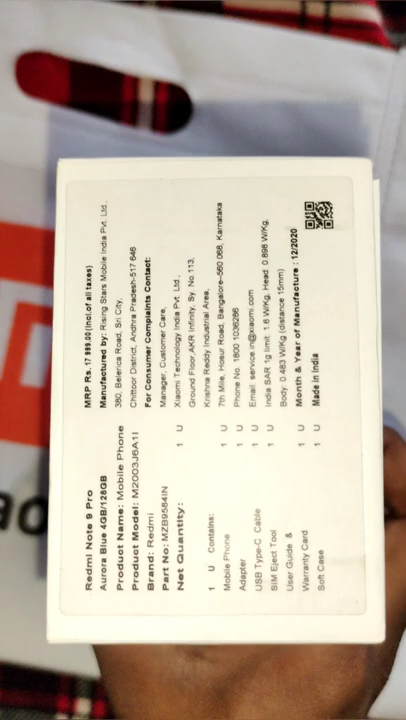 Redmi Note 9 Pro
Aurora Blue 4GB/128GB
Product Name: Mobile Phone
Product Model: M2003J6A1I
Brand: Redmi
Part No: MZB9584IN
Net Quantity: 1 U
1 U Contains:
Mobile Phone 1 U
Adapter 1 U
USB Type-C Cable 1 U
SIM Eject Tool 1 U
User Guide &
Warranty Card 1 U
Soft Case 1 U
MRP Rs. 17 999.00 (incl.of all taxes)
Manufactured by: Rising Stars Mobile India Pvt. Ltd.,
380, Belerica Road, Sri City,
Chittoor District, Andhra Pradesh-517 646
For Consumer Complaints Contact:
Manager, Customer Care,
Xiaomi Technology India Pvt. Ltd.,
Ground Floor,AKR Infinity, Sy. No.113,
Krishna Reddy Industrial Area,
7th Mile, Hosur Road, Bangalore-560 068, Karnataka
Phone No. 1800 1036286
Email: service.in@xiaomi.com
India SAR 1g limit: 1.6 W/Kg, Head: 0.898 W/Kg,
Body: 0.483 W/Kg (distance 15mm)
Month & Year of Manufacture : 12/2020
Made in India